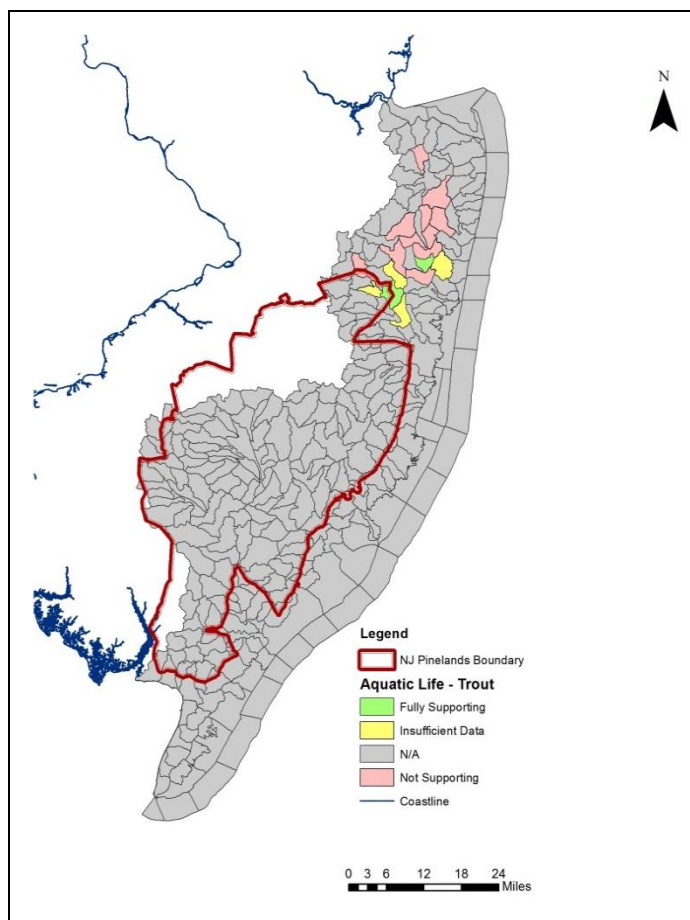 N
Legend
NJ Pinelands Boundary
Aquatic Life - Trout
Fully Supporting
Insufficient Data
N/A
Not Supporting
Coastline
0 3 6 12 18 24
Miles